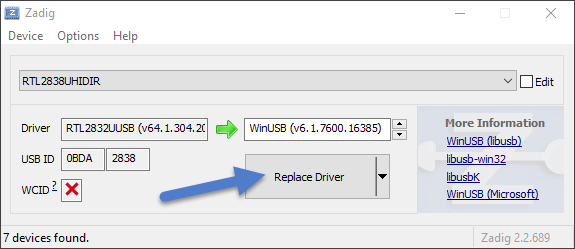 Zadig
Device Options Help
RTL2838UHIDIR
Edit
Driver RTL2832UUSB (v64.1.304.20 WinUSB (v6.1.7600.16385)
USB ID 0BDA 2838
WCID ?
Replace Driver
More Information
WinUSB (libusb)
libusb-win32
libusbK
WinUSB (Microsoft)
7 devices found.
Zadig 2.2.689